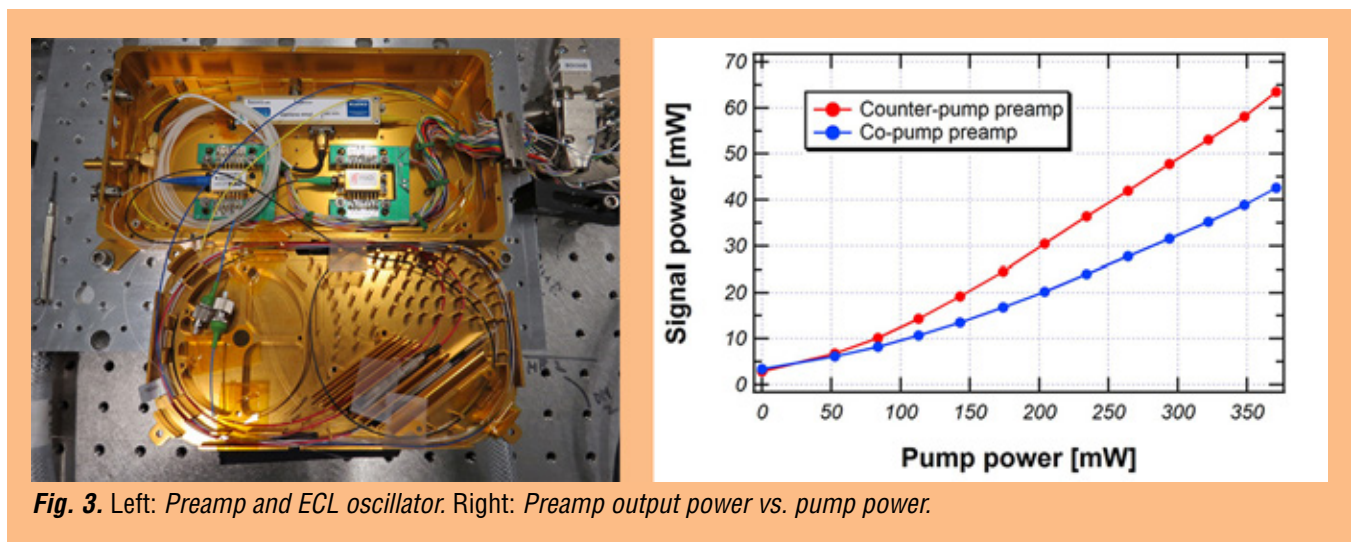 70
60
50
40
30
20
10
0
Signal power [mW]
Counter-pump preamp
Co-pump preamp
0 50 100 150 200 250 300 350
Pump power [mW]
Fig. 3. Left: Preamp and ECL oscillator. Right: Preamp output power vs. pump power.